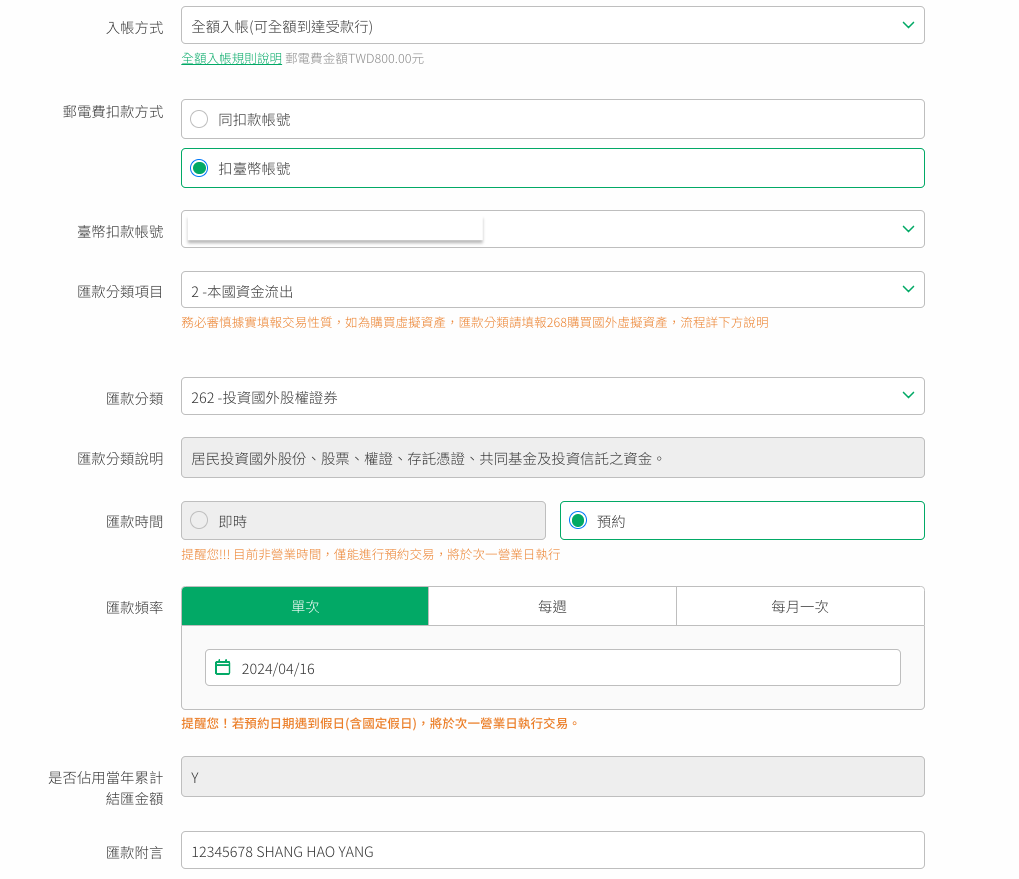 入帳方式
全額入帳(可全額到達受款行)
全額入帳規則說明 郵電費金額TWD800.00元
郵電費扣款方式
同扣款帳號
扣臺幣帳號
臺幣扣款帳號
匯款分類項目
2 -本國資金流出
務必審慎據實填報交易性質，如為購買虛擬資產，匯款分類請填報268購買國外虛擬資產，流程詳下方說明
匯款分類
262 -投資國外股權證券
匯款分類說明
居民投資國外股份、股票、權證、存託憑證、共同基金及投資信託之資金。
匯款時間
即時
預約
提醒您!!! 目前非營業時間，僅能進行預約交易，將於次一營業日執行
匯款頻率
單次
每週
每月一次
2024/04/16
提醒您！若預約日期遇到假日(含國定假日)，將於次一營業日執行交易。
是否佔用當年累計
結匯金額
Y
匯款附言
12345678 SHANG HAO YANG